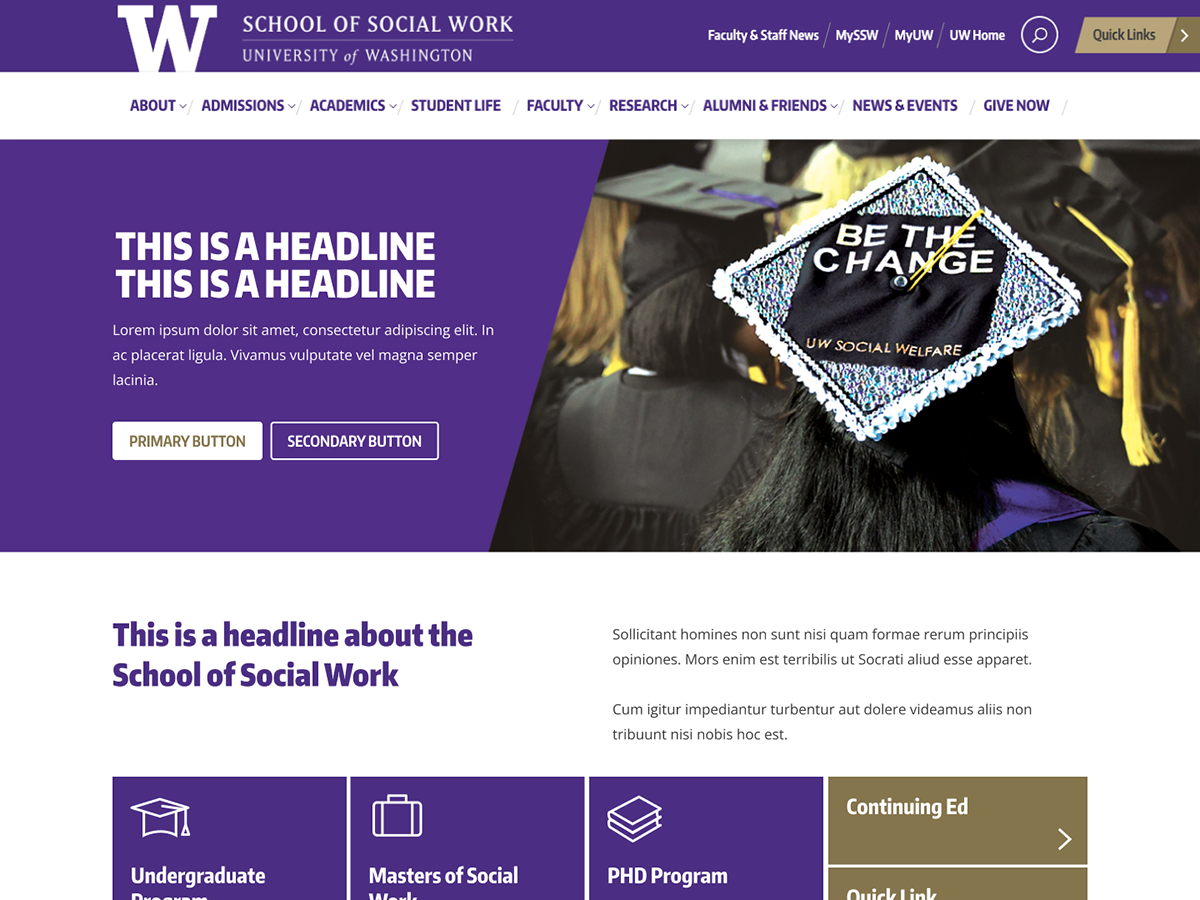 W
SCHOOL OF SOCIAL WORK
UNIVERSITY of WASHINGTON
Faculty & Staff News / MySSW / MyUW / UW Home
Quick Links
ABOUT / ADMISSIONS / ACADEMICS / STUDENT LIFE / FACULTY / RESEARCH / ALUMNI & FRIENDS / NEWS & EVENTS / GIVE NOW /
THIS IS A HEADLINE
THIS IS A HEADLINE
Lorem ipsum dolor sit amet, consectetur adipiscing elit. In
ac placerat ligula. Vivamus vulputate vel magna semper
lacinia.
PRIMARY BUTTON
SECONDARY BUTTON
BE THE
CHANGE
UW SOCIAL WELFARE
This is a headline about the
School of Social Work
Sollicitant homines non sunt nisi quam formae rerum principiis
opiniones. Mors enim est terribilis ut Socrati aliud esse apparet.
Cum igitur impediantur turbentur aut dolere videamus aliis non
tribuunt nisi nobis hoc est.
Undergraduate
Program
Masters of Social
Work
PHD Program
Continuing Ed
Quick Link